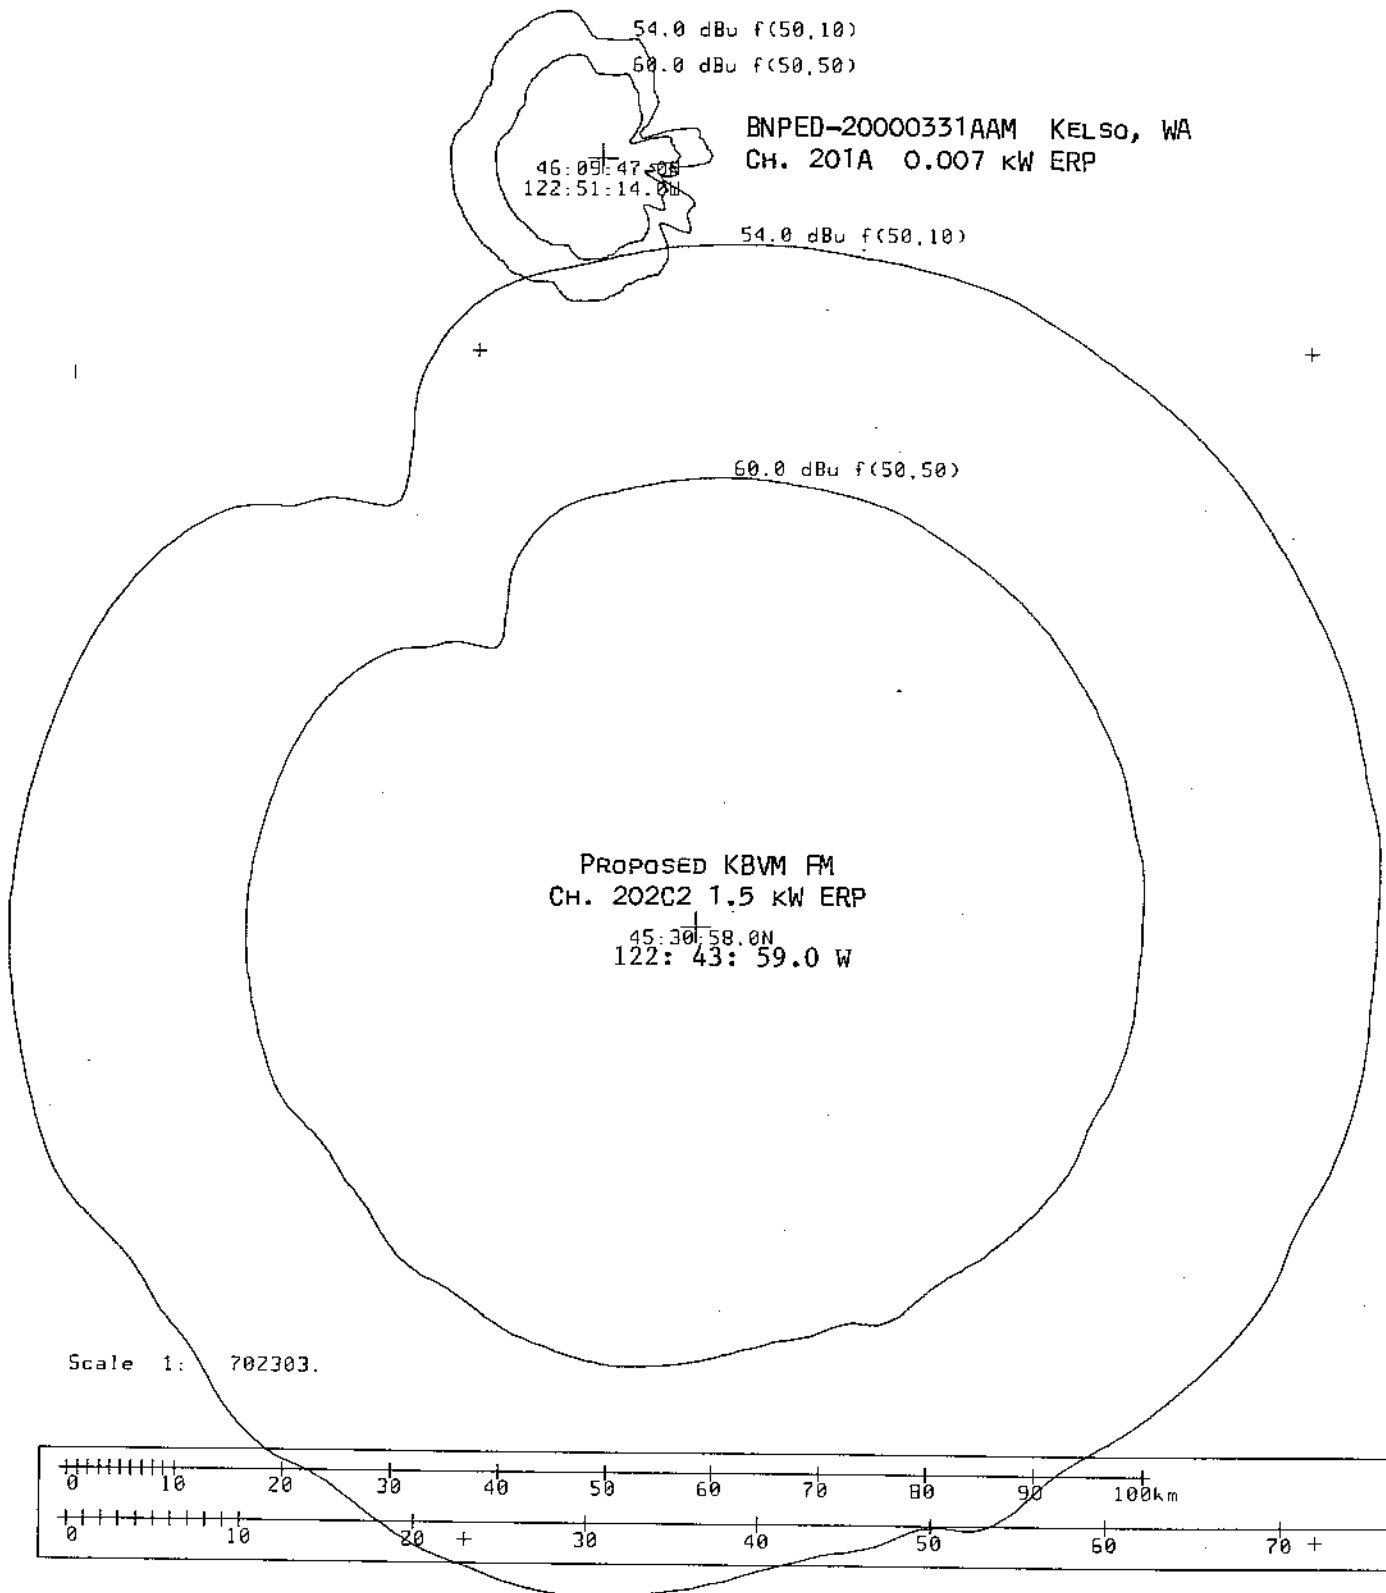 54.0 dBu f(50,10)
60.0 dBu f(50,50)
BNPED-20000331AAM KELSO, WA
CH. 201A 0.007 KW ERP
46:09:47.0N
122:51:14.0W
54.0 dBu f(50,10)
60.0 dBu f(50,50)
PROPOSED KBVM FM
CH. 202C2 1.5 KW ERP
45:30:58.0N
122: 43: 59.0 W
Scale 1: 702303.
0 10 20 30 40 50 60 70 80 90 100km
0 10 20 30 40 50 60 70